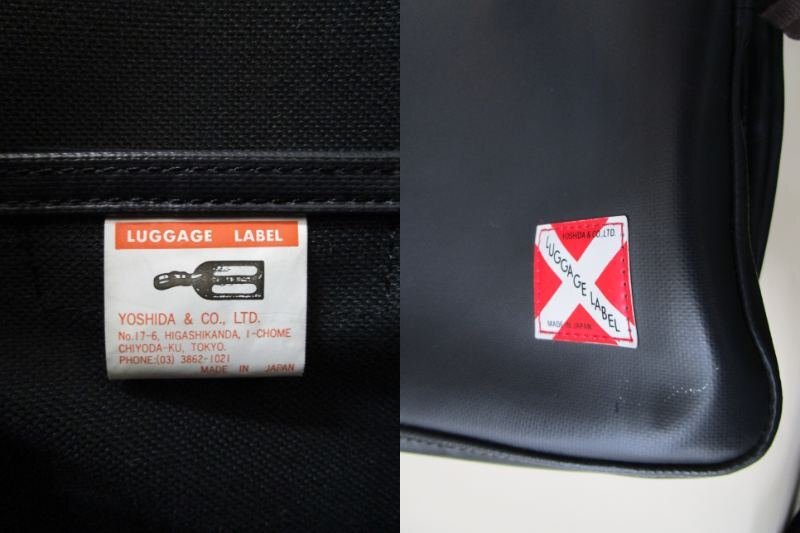 LUGGAGE LABEL
YOSHIDA & CO., LTD.
No.17-6, HIGASHIKANDA, 1-CHOME
CHIYODA-KU, TOKYO.
PHONE:(03) 3862-1021
MADE IN JAPAN
YOSHIDA & CO., LTD.
LUGGAGE LABEL
MADE IN JAPAN